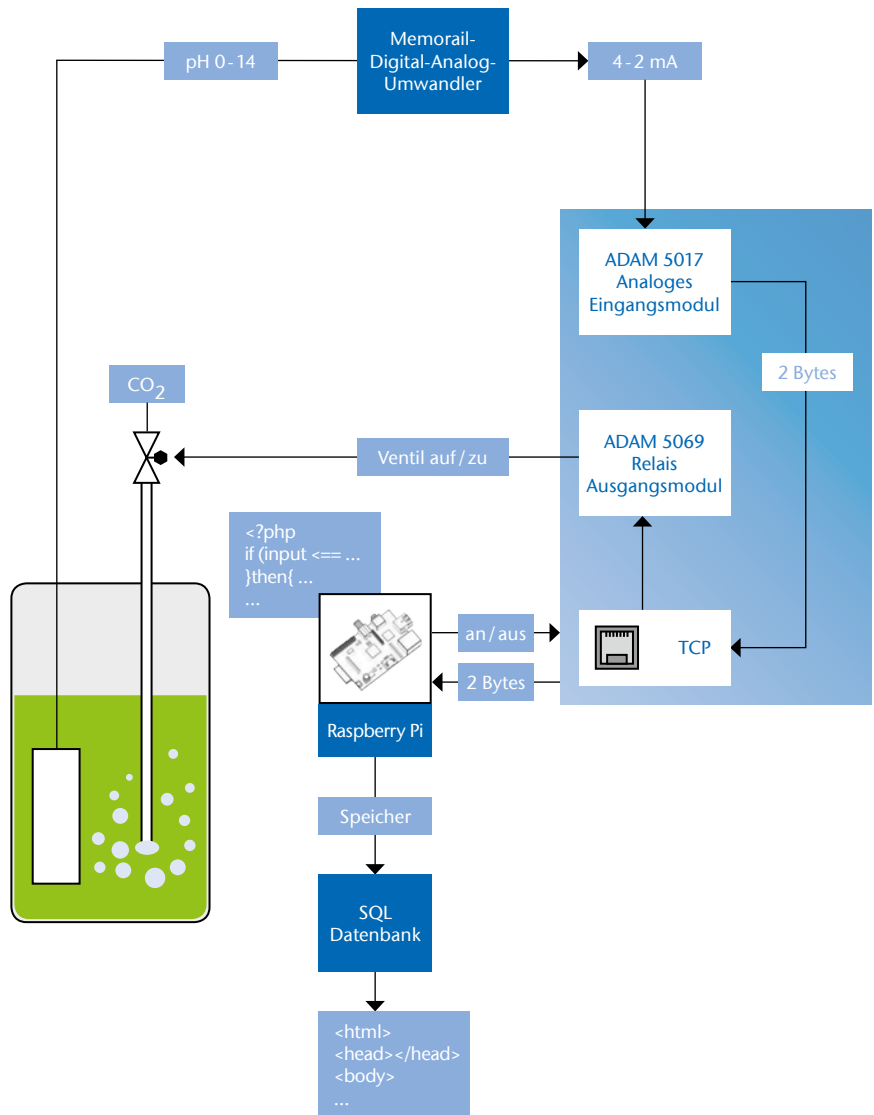 Memorail-
Digital-Analog-
Umwandler
pH 0-14
4-2 mA
ADAM 5017
Analoges
Eingangsmodul
2 Bytes
CO2
Ventil auf/zu
ADAM 5069
Relais
Ausgangsmodul
<?php
if (input <== ...
}then{ ...
...
an/aus
TCP
2 Bytes
Raspberry Pi
Speicher
SQL
Datenbank
<html>
<head></head>
<body>
...